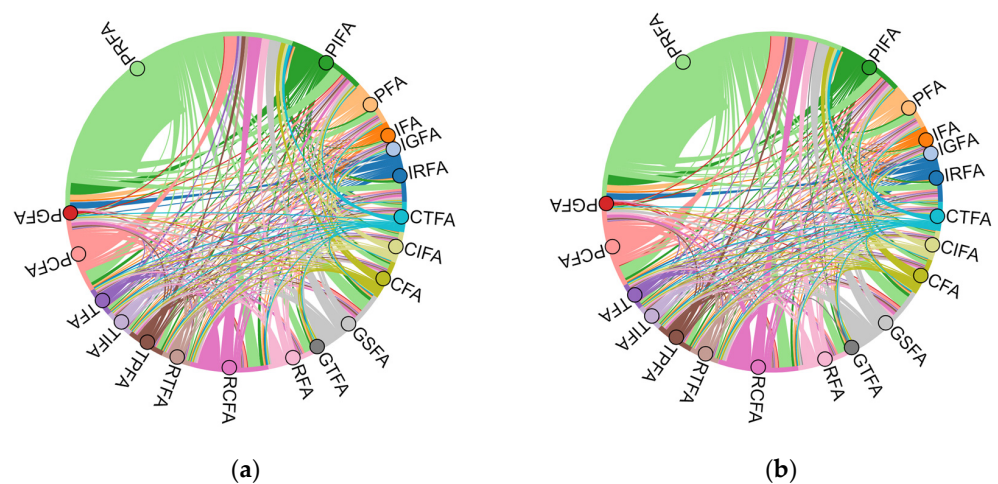 PRFA
PIFA
PFA
IFA
IGFA
IRFA
CTFA
CIFA
CFA
GSFA
GTFA
RFA
RCFA
RTFA
TPFA
TIFA
TFA
PCFA
PGFA
(a)
PRFA
PIFA
PFA
IFA
IGFA
IRFA
CTFA
CIFA
CFA
GSFA
GTFA
RFA
RCFA
RTFA
TPFA
TIFA
TFA
PCFA
PGFA
(b)